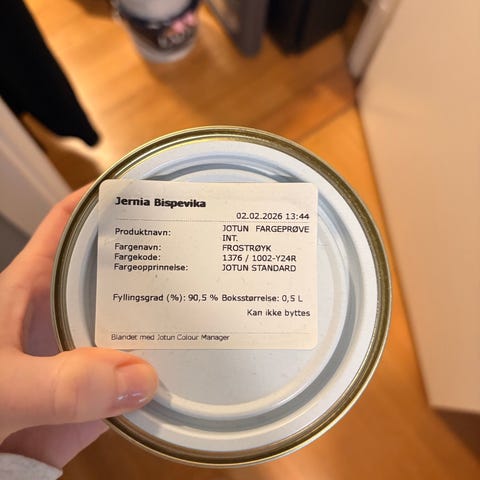 Jernia Bispevika
02.02.2026 13:44
Produktnavn: JOTUN FARGEPRØVE INT.
Fargenavn: FROSTRØYK
Fargekode: 1376 / 1002-Y24R
Fargeopprinnelse: JOTUN STANDARD
Fyllingsgrad (%): 90,5 % Boksstørrelse: 0,5 L
Kan ikke byttes
Blandet med Jotun Colour Manager